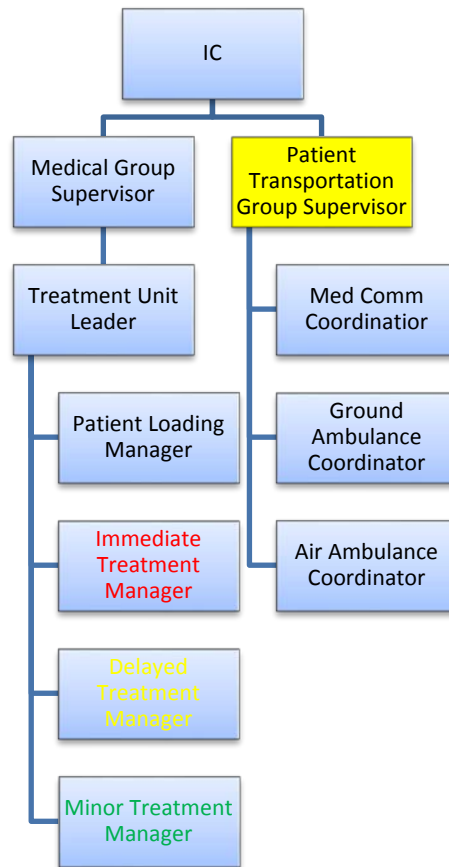 IC
Medical Group
Supervisor
Patient
Transportation
Group Supervisor
Treatment Unit
Leader
Med Comm
Coordinatior
Patient Loading
Manager
Ground
Ambulance
Coordinator
Immediate
Treatment
Manager
Air Ambulance
Coordinator
Delayed
Treatment
Manager
Minor Treatment
Manager